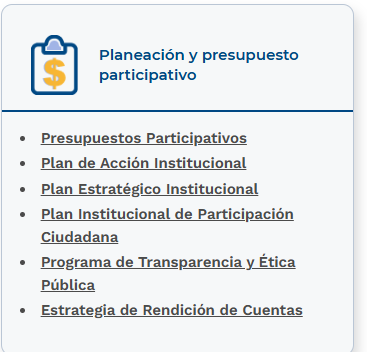 Planeación y presupuesto
participativo
Presupuestos Participativos
Plan de Acción Institucional
Plan Estratégico Institucional
Plan Institucional de Participación
Ciudadana
Programa de Transparencia y Ética
Pública
Estrategia de Rendición de Cuentas